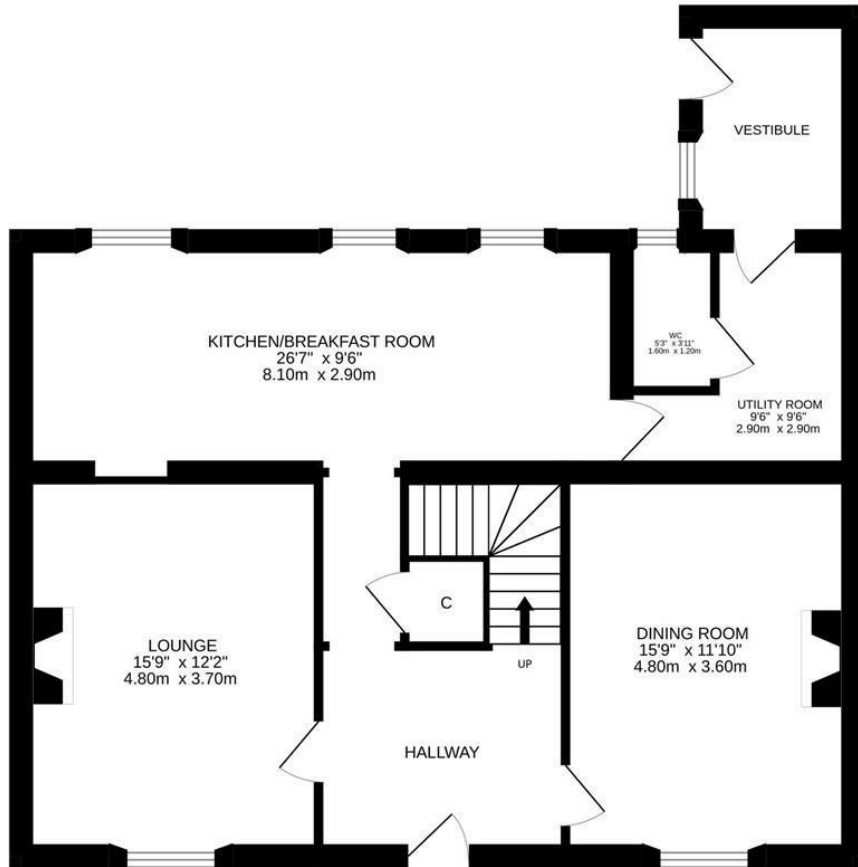 VESTIBULE
KITCHEN/BREAKFAST ROOM
26'7" x 9'6"
8.10m x 2.90m
WC
5'3" x 3'11"
1.60m x 1.20m
UTILITY ROOM
9'6" x 9'6"
2.90m x 2.90m
C
LOUNGE
15'9" x 12'2"
4.80m x 3.70m
DINING ROOM
15'9" x 11'10"
4.80m x 3.60m
UP
HALLWAY